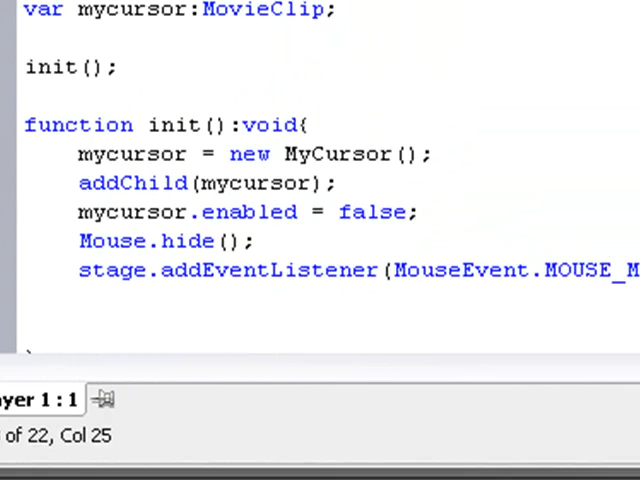 var mycursor:MovieClip;
init();
function init():void{
mycursor = new MyCursor();
addChild(mycursor);
mycursor.enabled = false;
Mouse.hide();
stage.addEventListener(MouseEvent.MOUSE_M
ayer 1 : 1
of 22, Col 25